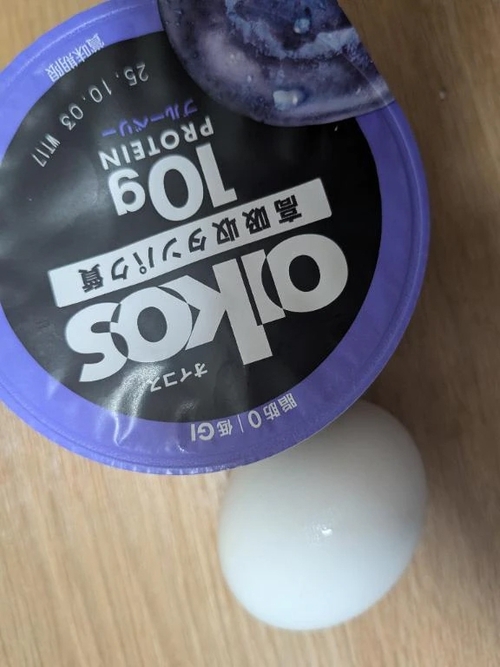 脂肪0 | 低GI
オイコス
oikos
高吸収タンパク質
10g
PROTEIN
ブルーベリー
25.10.03 WT17
賞味期限